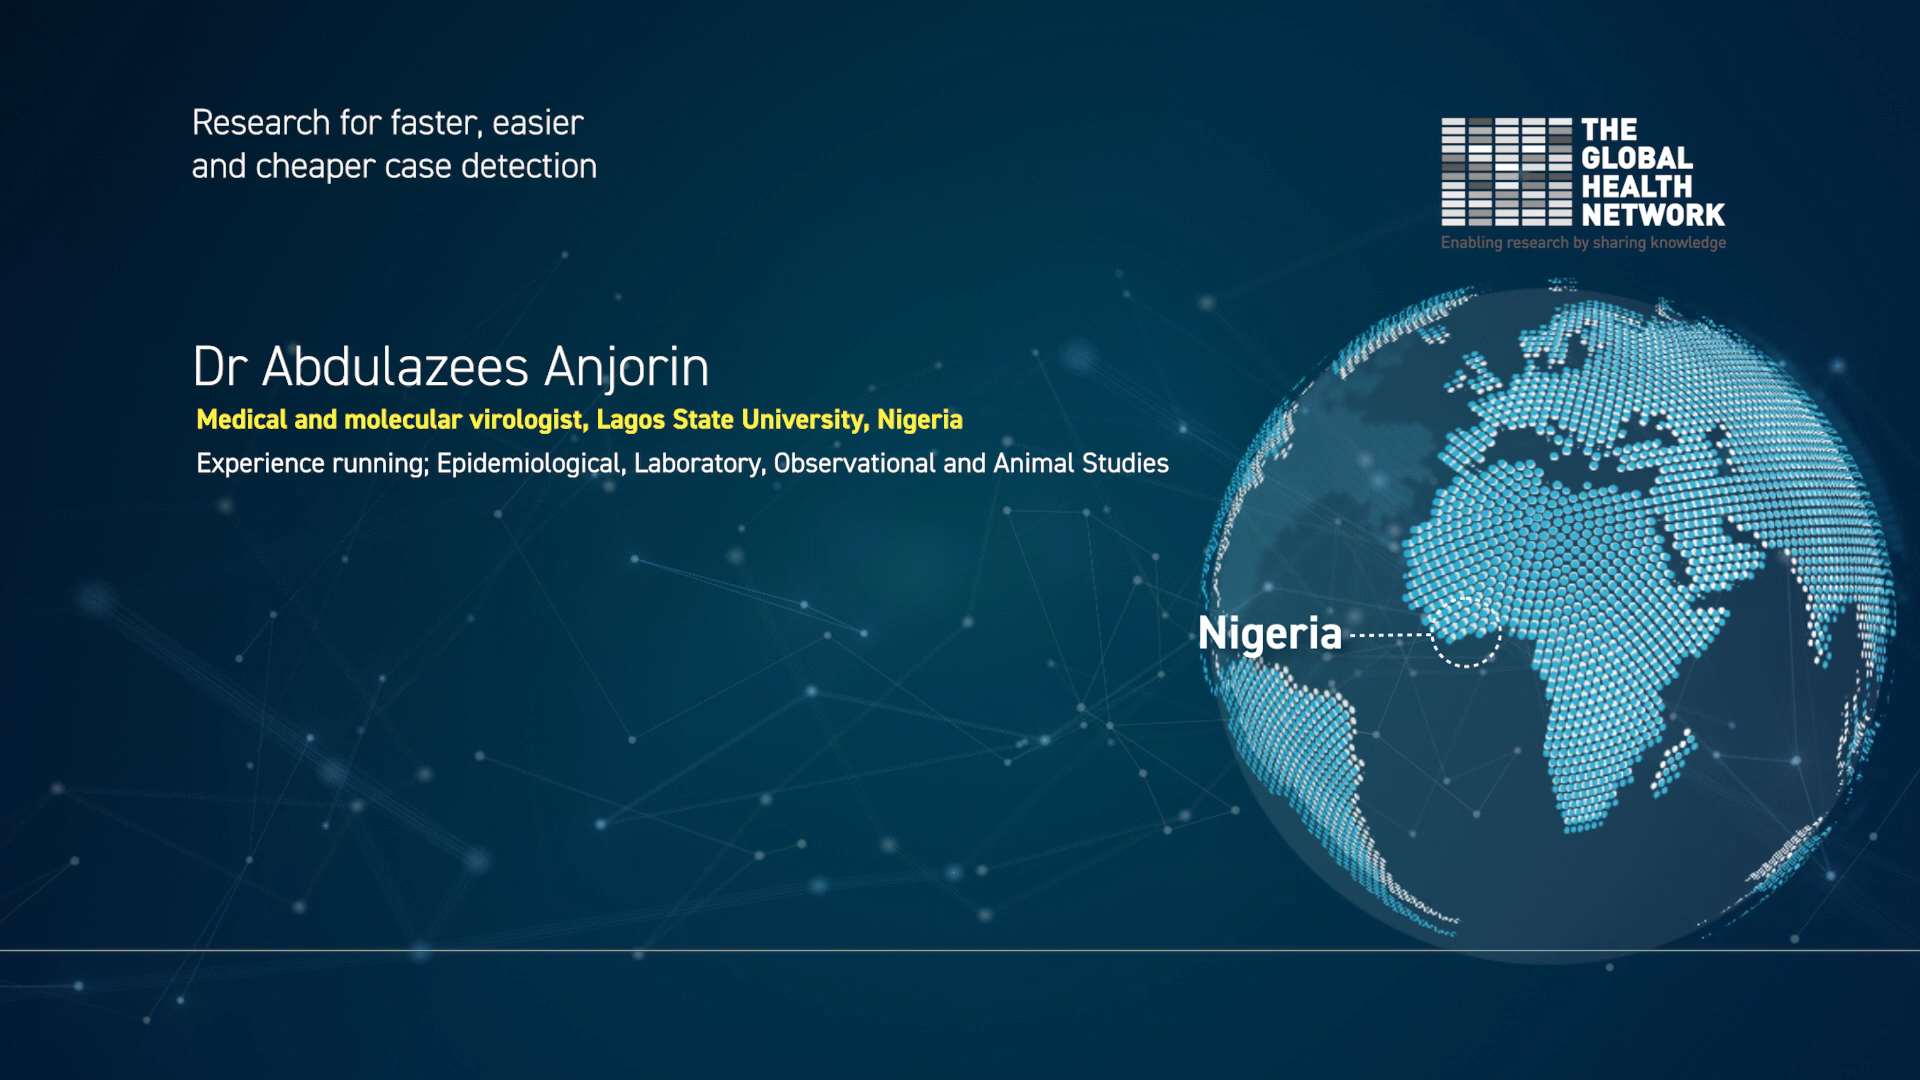 Research for faster, easier
and cheaper case detection
THE
GLOBAL
HEALTH
NETWORK
Enabling research by sharing knowledge
Dr Abdulazees Anjorin
Medical and molecular virologist, Lagos State University, Nigeria
Experience running; Epidemiological, Laboratory, Observational and Animal Studies
Nigeria